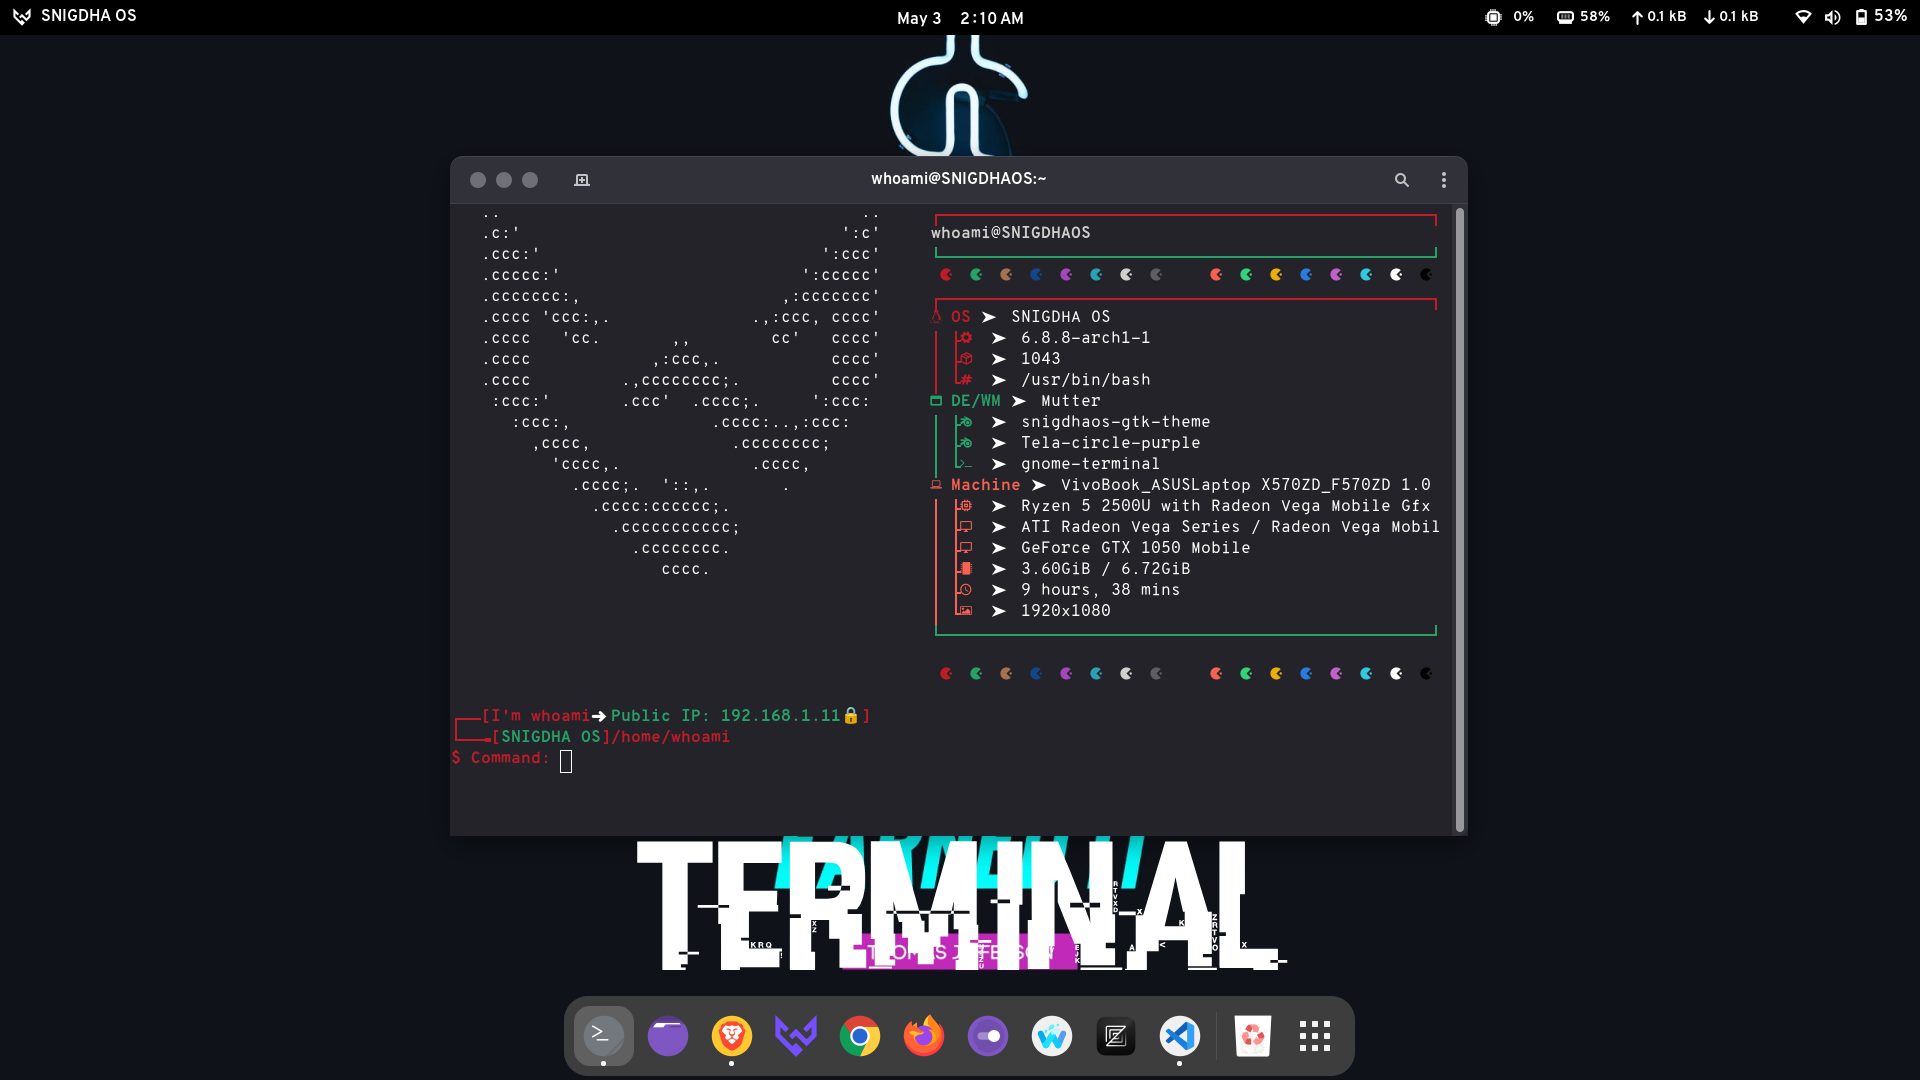 SNIGDHA OS
May 3 2:10 AM
0% 58% 0.1 kB 0.1 kB 53%
whoami@SNIGDHAOS:~
.. ..
.c:' ':c'
.ccc:' ':ccc'
.ccccc:' ':ccccc'
.ccccccc:, ,:ccccccc'
.cccc 'ccc:,. .,:ccc, cccc'
.cccc 'cc. ,, cc' cccc'
.cccc ,:ccc,. cccc'
.cccc .,cccccccc;. cccc'
:ccc:' .ccc' .cccc;. ':ccc:
:ccc:, .cccc:..,:ccc:
,cccc, .cccccccc;
'cccc,. .cccc,
.cccc;. '::,. .
.cccc:cccccc;.
.ccccccccccc;
.cccccccc.
cccc.
whoami@SNIGDHAOS
OS ➤ SNIGDHA OS
➤ 6.8.8-arch1-1
➤ 1043
# ➤ /usr/bin/bash
DE/WM ➤ Mutter
➤ snigdhaos-gtk-theme
➤ Tela-circle-purple
➤ gnome-terminal
Machine ➤ VivoBook_ASUSLaptop X570ZD_F570ZD 1.0
➤ Ryzen 5 2500U with Radeon Vega Mobile Gfx
➤ ATI Radeon Vega Series / Radeon Vega Mobil
➤ GeForce GTX 1050 Mobile
➤ 3.60GiB / 6.72GiB
➤ 9 hours, 38 mins
➤ 1920x1080
[I'm whoami➜Public IP: 192.168.1.11🔒]
[SNIGDHA OS]/home/whoami
$ Command:
TERMINAL